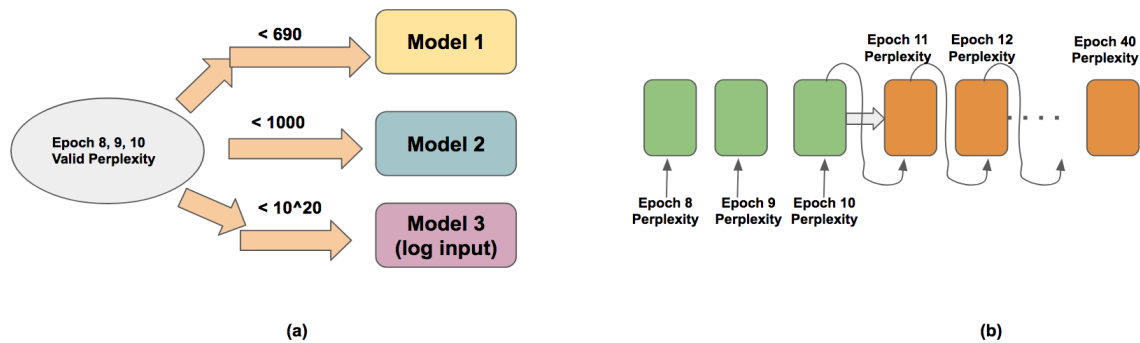 < 690
Model 1
Epoch 8, 9, 10
Valid Perplexity
< 1000
Model 2
< 10^20
Model 3
(log input)
(a)
Epoch 11
Perplexity
Epoch 12
Perplexity
Epoch 40
Perplexity
Epoch 8
Perplexity
Epoch 9
Perplexity
Epoch 10
Perplexity
(b)